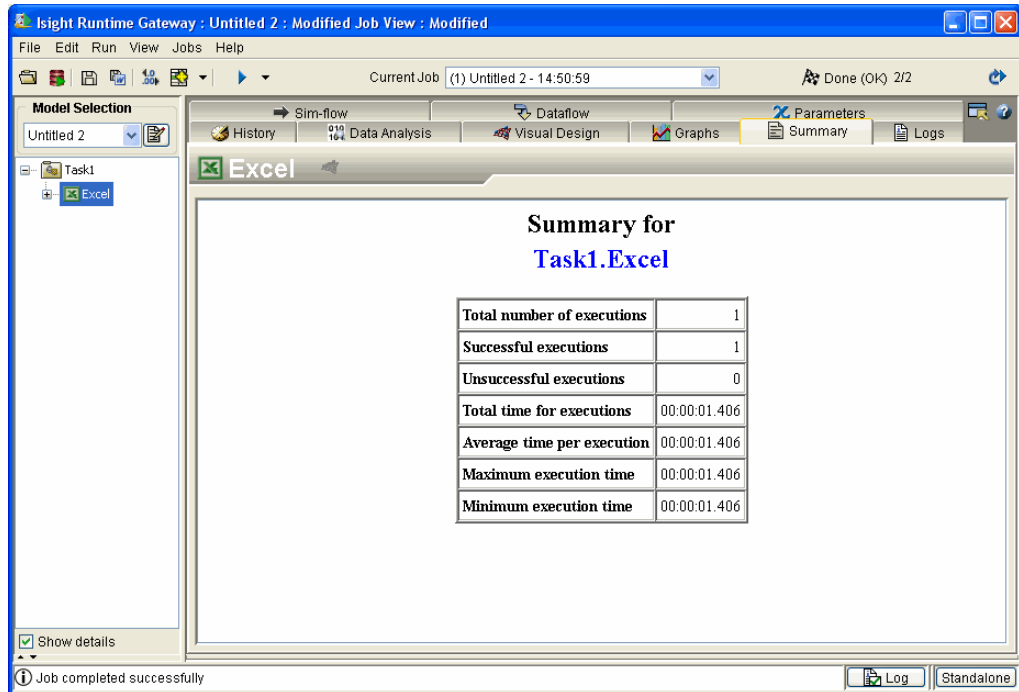 Isight Runtime Gateway : Untitled 2 : Modified Job View : Modified
File Edit Run View Jobs Help
Current Job (1) Untitled 2 - 14:50:59 Done (OK) 2/2
Model Selection
Untitled 2
Task1
Excel
Sim-flow Dataflow Parameters
History Data Analysis Visual Design Graphs Summary Logs
Excel
Summary for
Task1.Excel
Total number of executions 1
Successful executions 1
Unsuccessful executions 0
Total time for executions 00:00:01.406
Average time per execution 00:00:01.406
Maximum execution time 00:00:01.406
Minimum execution time 00:00:01.406
Show details
Job completed successfully Log Standalone